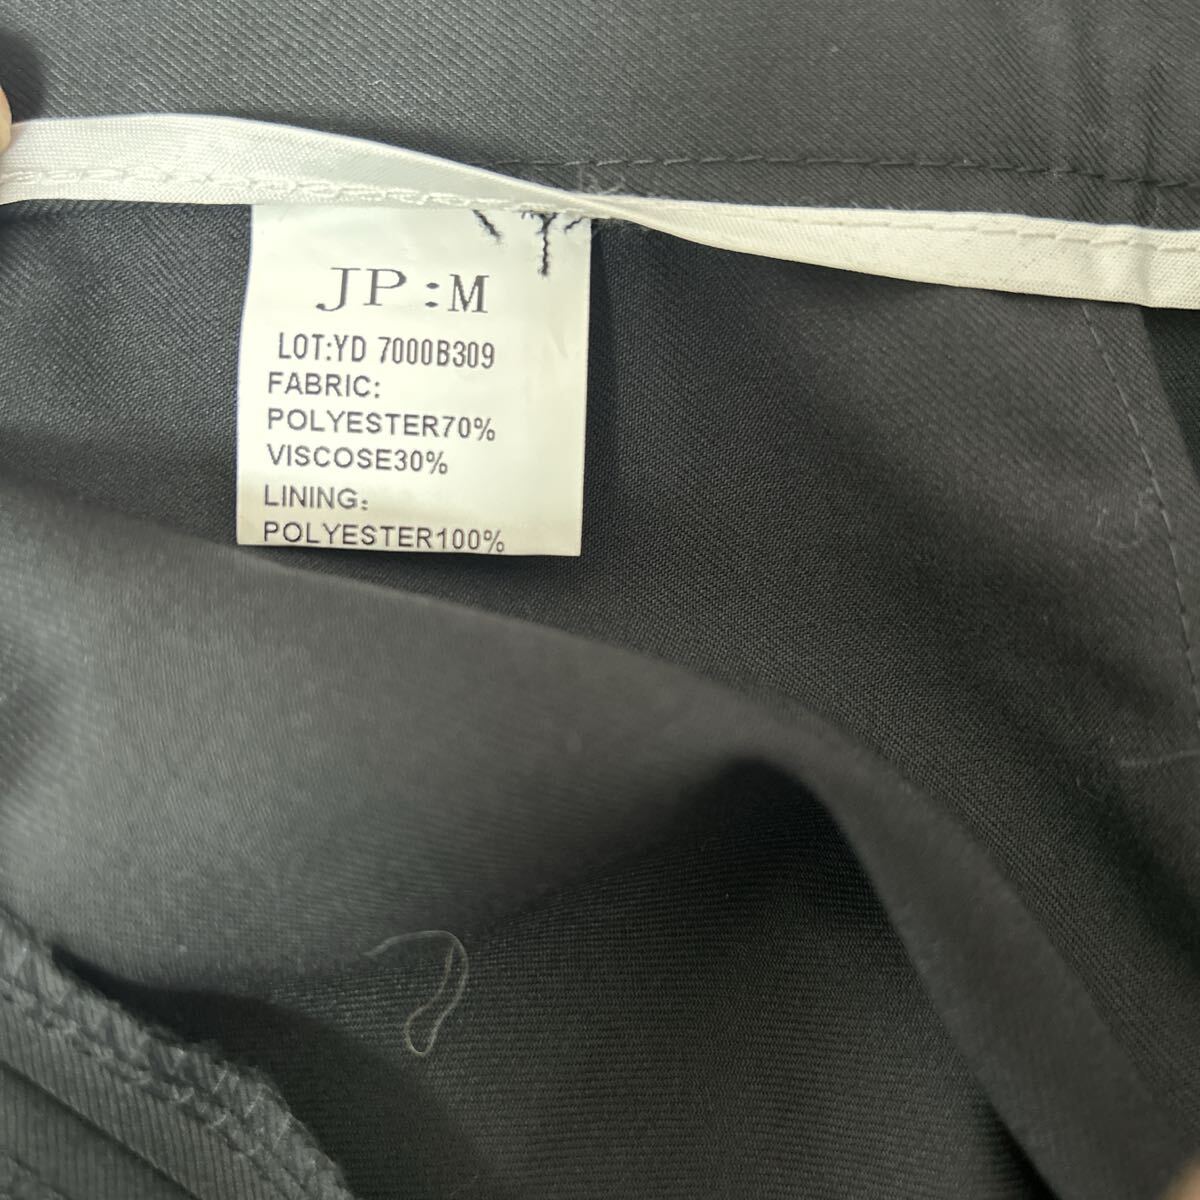 JP:M
LOT:YD 7000B309
FABRIC:
POLYESTER70%
VISCOSE30%
LINING:
POLYESTER100%